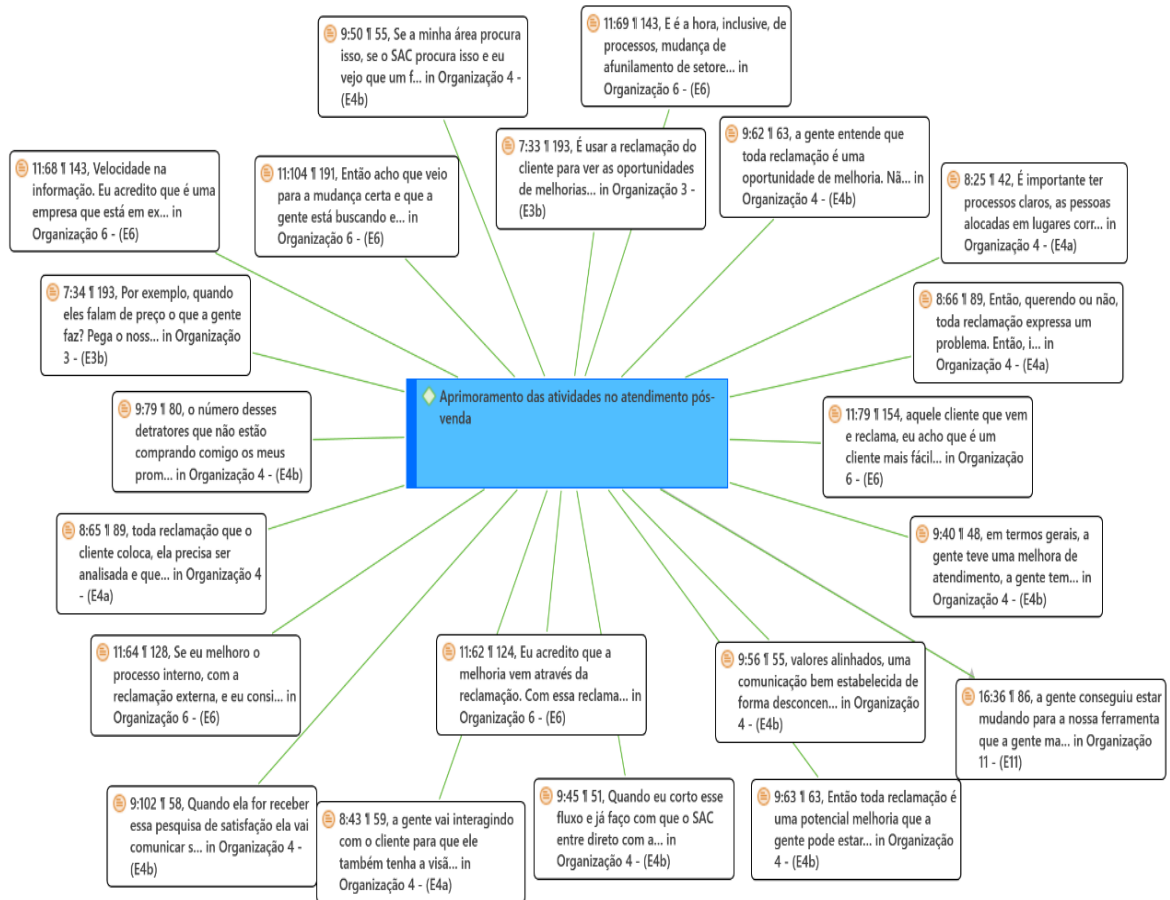 9:50 ¶ 55, Se a minha área procura
isso, se o SAC procura isso e eu
vejo que um f... in Organização 4 -
(E4b)
11:69 ¶ 143, E é a hora, inclusive, de
processos, mudança de
afunilamento de setore... in
Organização 6 - (E6)
7:33 ¶ 193, É usar a reclamação do
cliente para ver as oportunidades
de melhorias... in Organização 3 -
(E3b)
9:62 ¶ 63, a gente entende que
toda reclamação é uma
oportunidade de melhoria. Nã... in
Organização 4 - (E4b)
11:68 ¶ 143, Velocidade na
informação. Eu acredito que é uma
empresa que está em ex... in
Organização 6 - (E6)
11:104 ¶ 191, Então acho que veio
para a mudança certa e que a
gente está buscando e... in
Organização 6 - (E6)
8:25 ¶ 42, É importante ter
processos claros, as pessoas
alocadas em lugares corr... in
Organização 4 - (E4a)
7:34 ¶ 193, Por exemplo, quando
eles falam de preço o que a gente
faz? Pega o noss... in Organização
3 - (E3b)
8:66 ¶ 89, Então, querendo ou não,
toda reclamação expressa um
problema. Então, i... in
Organização 4 - (E4a)
Aprimoramento das atividades no atendimento pós-
venda
9:79 ¶ 80, o número desses
detratores que não estão
comprando comigo os meus
prom... in Organização 4 - (E4b)
11:79 ¶ 154, aquele cliente que vem
e reclama, eu acho que é um
cliente mais fácil... in Organização
6 - (E6)
8:65 ¶ 89, toda reclamação que o
cliente coloca, ela precisa ser
analisada e que... in Organização 4
- (E4a)
9:40 ¶ 48, em termos gerais, a
gente teve uma melhora de
atendimento, a gente tem... in
Organização 4 - (E4b)
11:64 ¶ 128, Se eu melhoro o
processo interno, com a
reclamação externa, e eu consi... in
Organização 6 - (E6)
11:62 ¶ 124, Eu acredito que a
melhoria vem através da
reclamação. Com essa reclama... in
Organização 6 - (E6)
9:56 ¶ 55, valores alinhados, uma
comunicação bem estabelecida de
forma desconcen... in Organização
4 - (E4b)
16:36 ¶ 86, a gente conseguiu estar
mudando para a nossa ferramenta
que a gente ma... in Organização
11 - (E11)
9:102 ¶ 58, Quando ela for receber
essa pesquisa de satisfação ela vai
comunicar s... in Organização 4 -
(E4b)
8:43 ¶ 59, a gente vai interagindo
com o cliente para que ele
também tenha a visã... in
Organização 4 - (E4a)
9:45 ¶ 51, Quando eu corto esse
fluxo e já faço com que o SAC
entre direto com a... in
Organização 4 - (E4b)
9:63 ¶ 63, Então toda reclamação é
uma potencial melhoria que a
gente pode estar... in Organização
4 - (E4b)